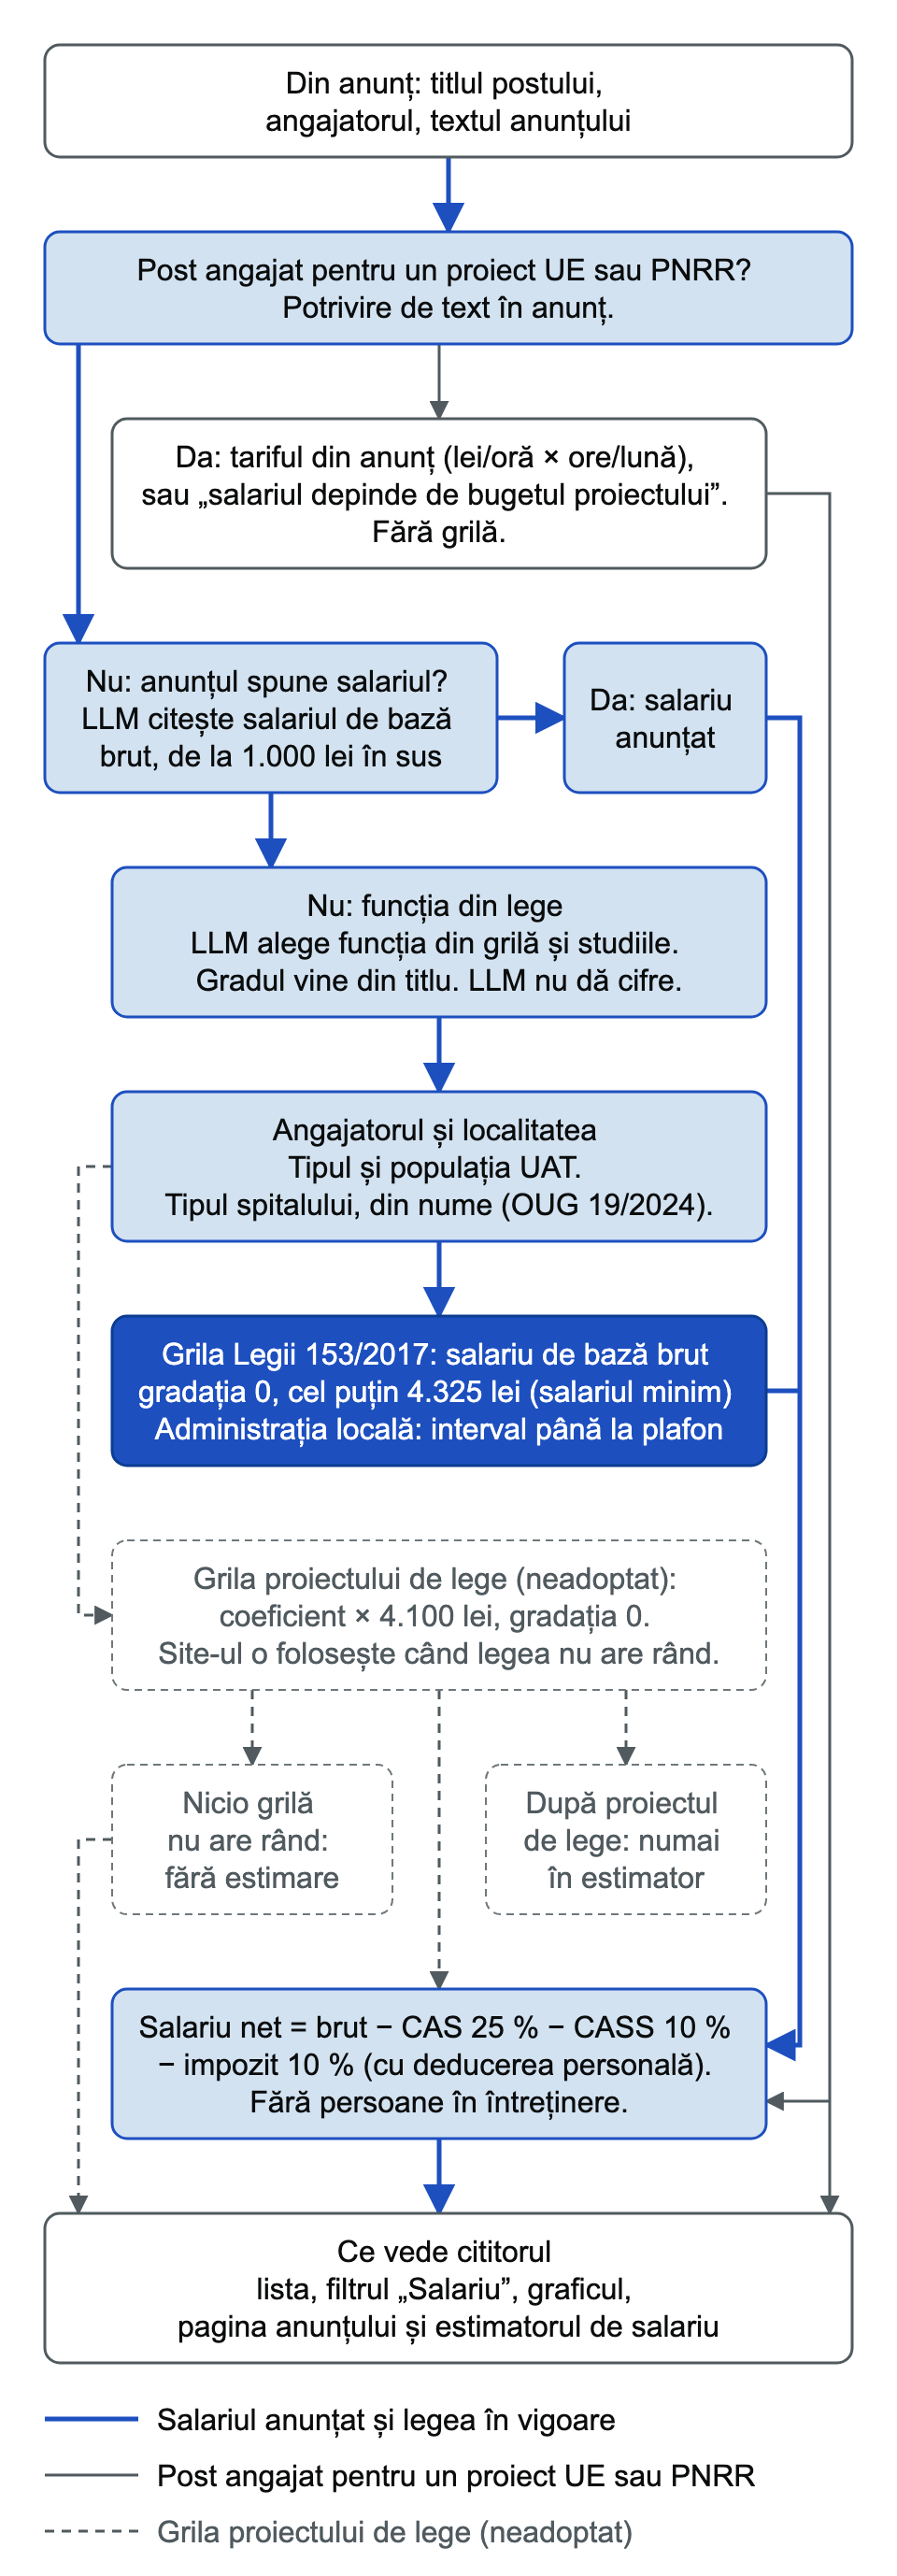 Din anunț: titlul postului,
angajatorul, textul anunțului
Post angajat pentru un proiect UE sau PNRR?
Potrivire de text în anunț.
Da: tariful din anunț (lei/oră × ore/lună),
sau „salariul depinde de bugetul proiectului”.
Fără grilă.
Nu: anunțul spune salariul?
LLM citește salariul de bază
brut, de la 1.000 lei în sus
Da: salariu
anunțat
Nu: funcția din lege
LLM alege funcția din grilă și studiile.
Gradul vine din titlu. LLM nu dă cifre.
Angajatorul și localitatea
Tipul și populația UAT.
Tipul spitalului, din nume (OUG 19/2024).
Grila Legii 153/2017: salariu de bază brut
gradația 0, cel puțin 4.325 lei (salariul minim)
Administrația locală: interval până la plafon
Grila proiectului de lege (neadoptat):
coeficient × 4.100 lei, gradația 0.
Site-ul o folosește când legea nu are rând.
Nicio grilă
nu are rând:
fără estimare
După proiectul
de lege: numai
în estimator
Salariu net = brut − CAS 25 % − CASS 10 %
− impozit 10 % (cu deducerea personală).
Fără persoane în întreținere.
Ce vede cititorul
lista, filtrul „Salariu”, graficul,
pagina anunțului și estimatorul de salariu
Salariul anunțat și legea în vigoare
Post angajat pentru un proiect UE sau PNRR
Grila proiectului de lege (neadoptat)